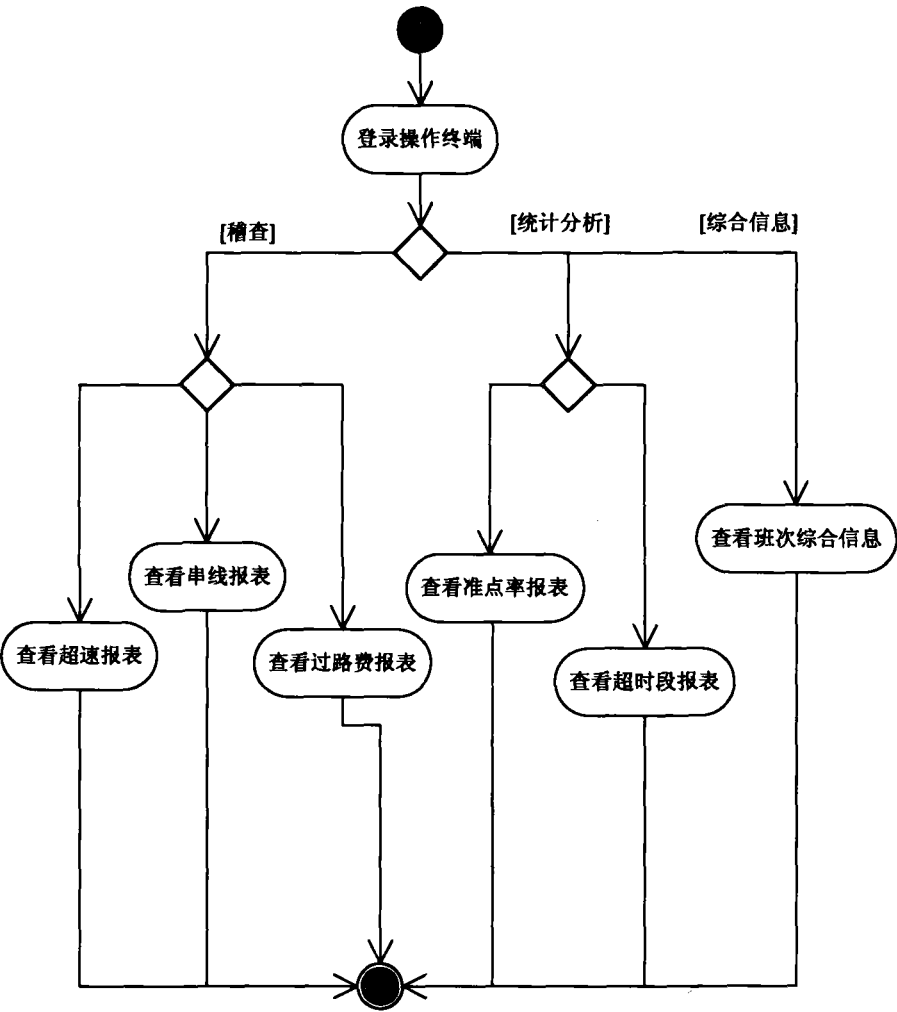 登录操作终端
[稽查]
[统计分析]
[综合信息]
查看班次综合信息
查看串线报表
查看准点率报表
查看超速报表
查看过路费报表
查看超时段报表